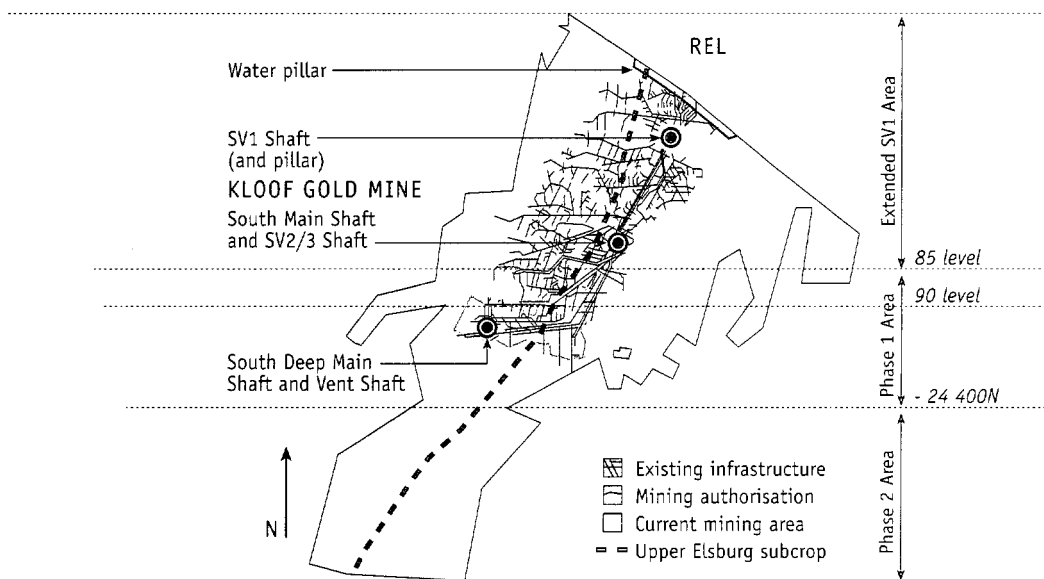 REL
Water pillar
SV1 Shaft
(and pillar)
KLOOF GOLD MINE
South Main Shaft
and SV2/3 Shaft
Extended SV1 Area
85 level
90 level
Phase 1 Area
South Deep Main
Shaft and Vent Shaft
- 24 400N
Phase 2 Area
N
Existing infrastructure
Mining authorisation
Current mining area
Upper Elsburg subcrop